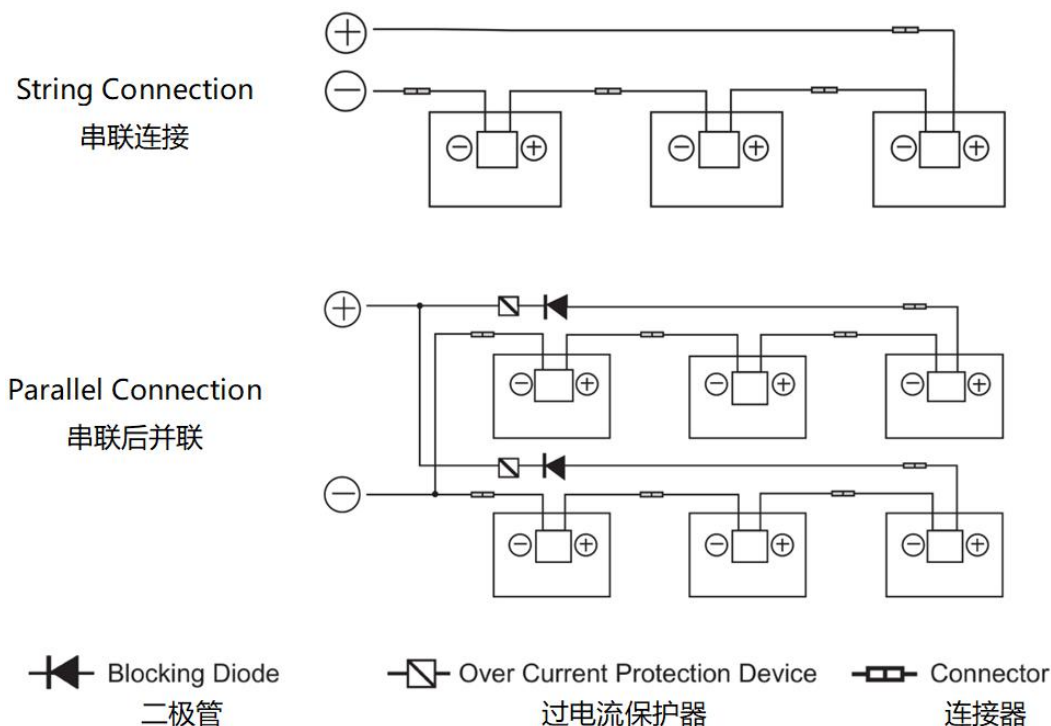 String Connection
串联连接
Parallel Connection
串联后并联
Blocking Diode
二极管
Over Current Protection Device
过电流保护器
Connector
连接器